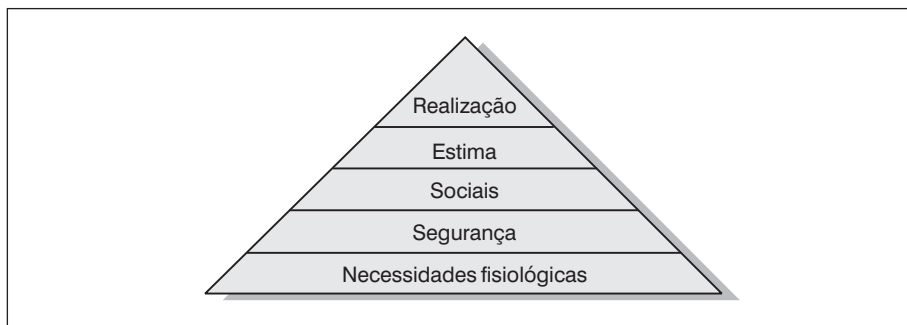 Realização
Estima
Sociais
Segurança
Necessidades fisiológicas